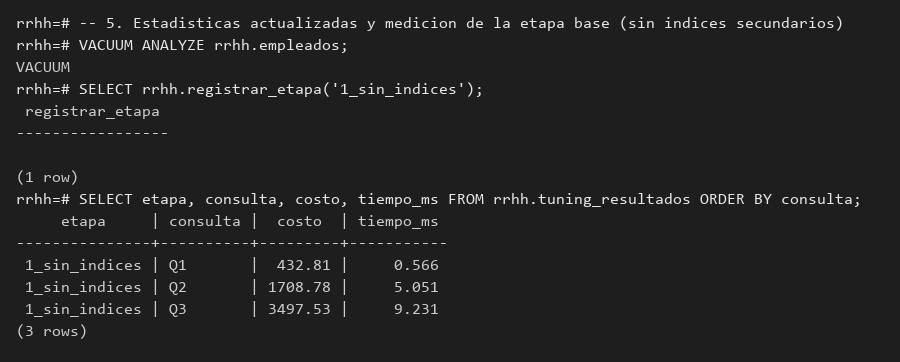 rrhh=# -- 5. Estadisticas actualizadas y medicion de la etapa base (sin indices secundarios)
rrhh=# VACUUM ANALYZE rrhh.empleados;
VACUUM
rrhh=# SELECT rrhh.registrar_etapa('1_sin_indices');
 registrar_etapa
-----------------

(1 row)
rrhh=# SELECT etapa, consulta, costo, tiempo_ms FROM rrhh.tuning_resultados ORDER BY consulta;
     etapa     | consulta |  costo  | tiempo_ms
---------------+----------+---------+-----------
 1_sin_indices | Q1       |  432.81 |     0.566
 1_sin_indices | Q2       | 1708.78 |     5.051
 1_sin_indices | Q3       | 3497.53 |     9.231
(3 rows)